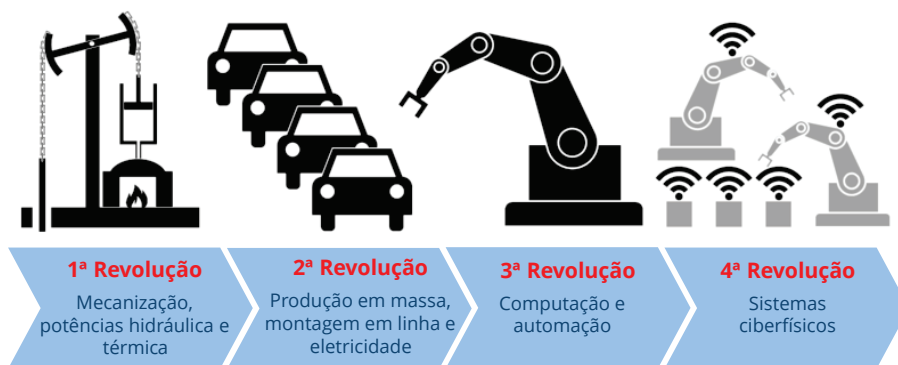 1ª Revolução
Mecanização,
potências hidráulica e
térmica
2ª Revolução
Produção em massa,
montagem em linha e
eletricidade
3ª Revolução
Computação e
automação
4ª Revolução
Sistemas
ciberfísicos